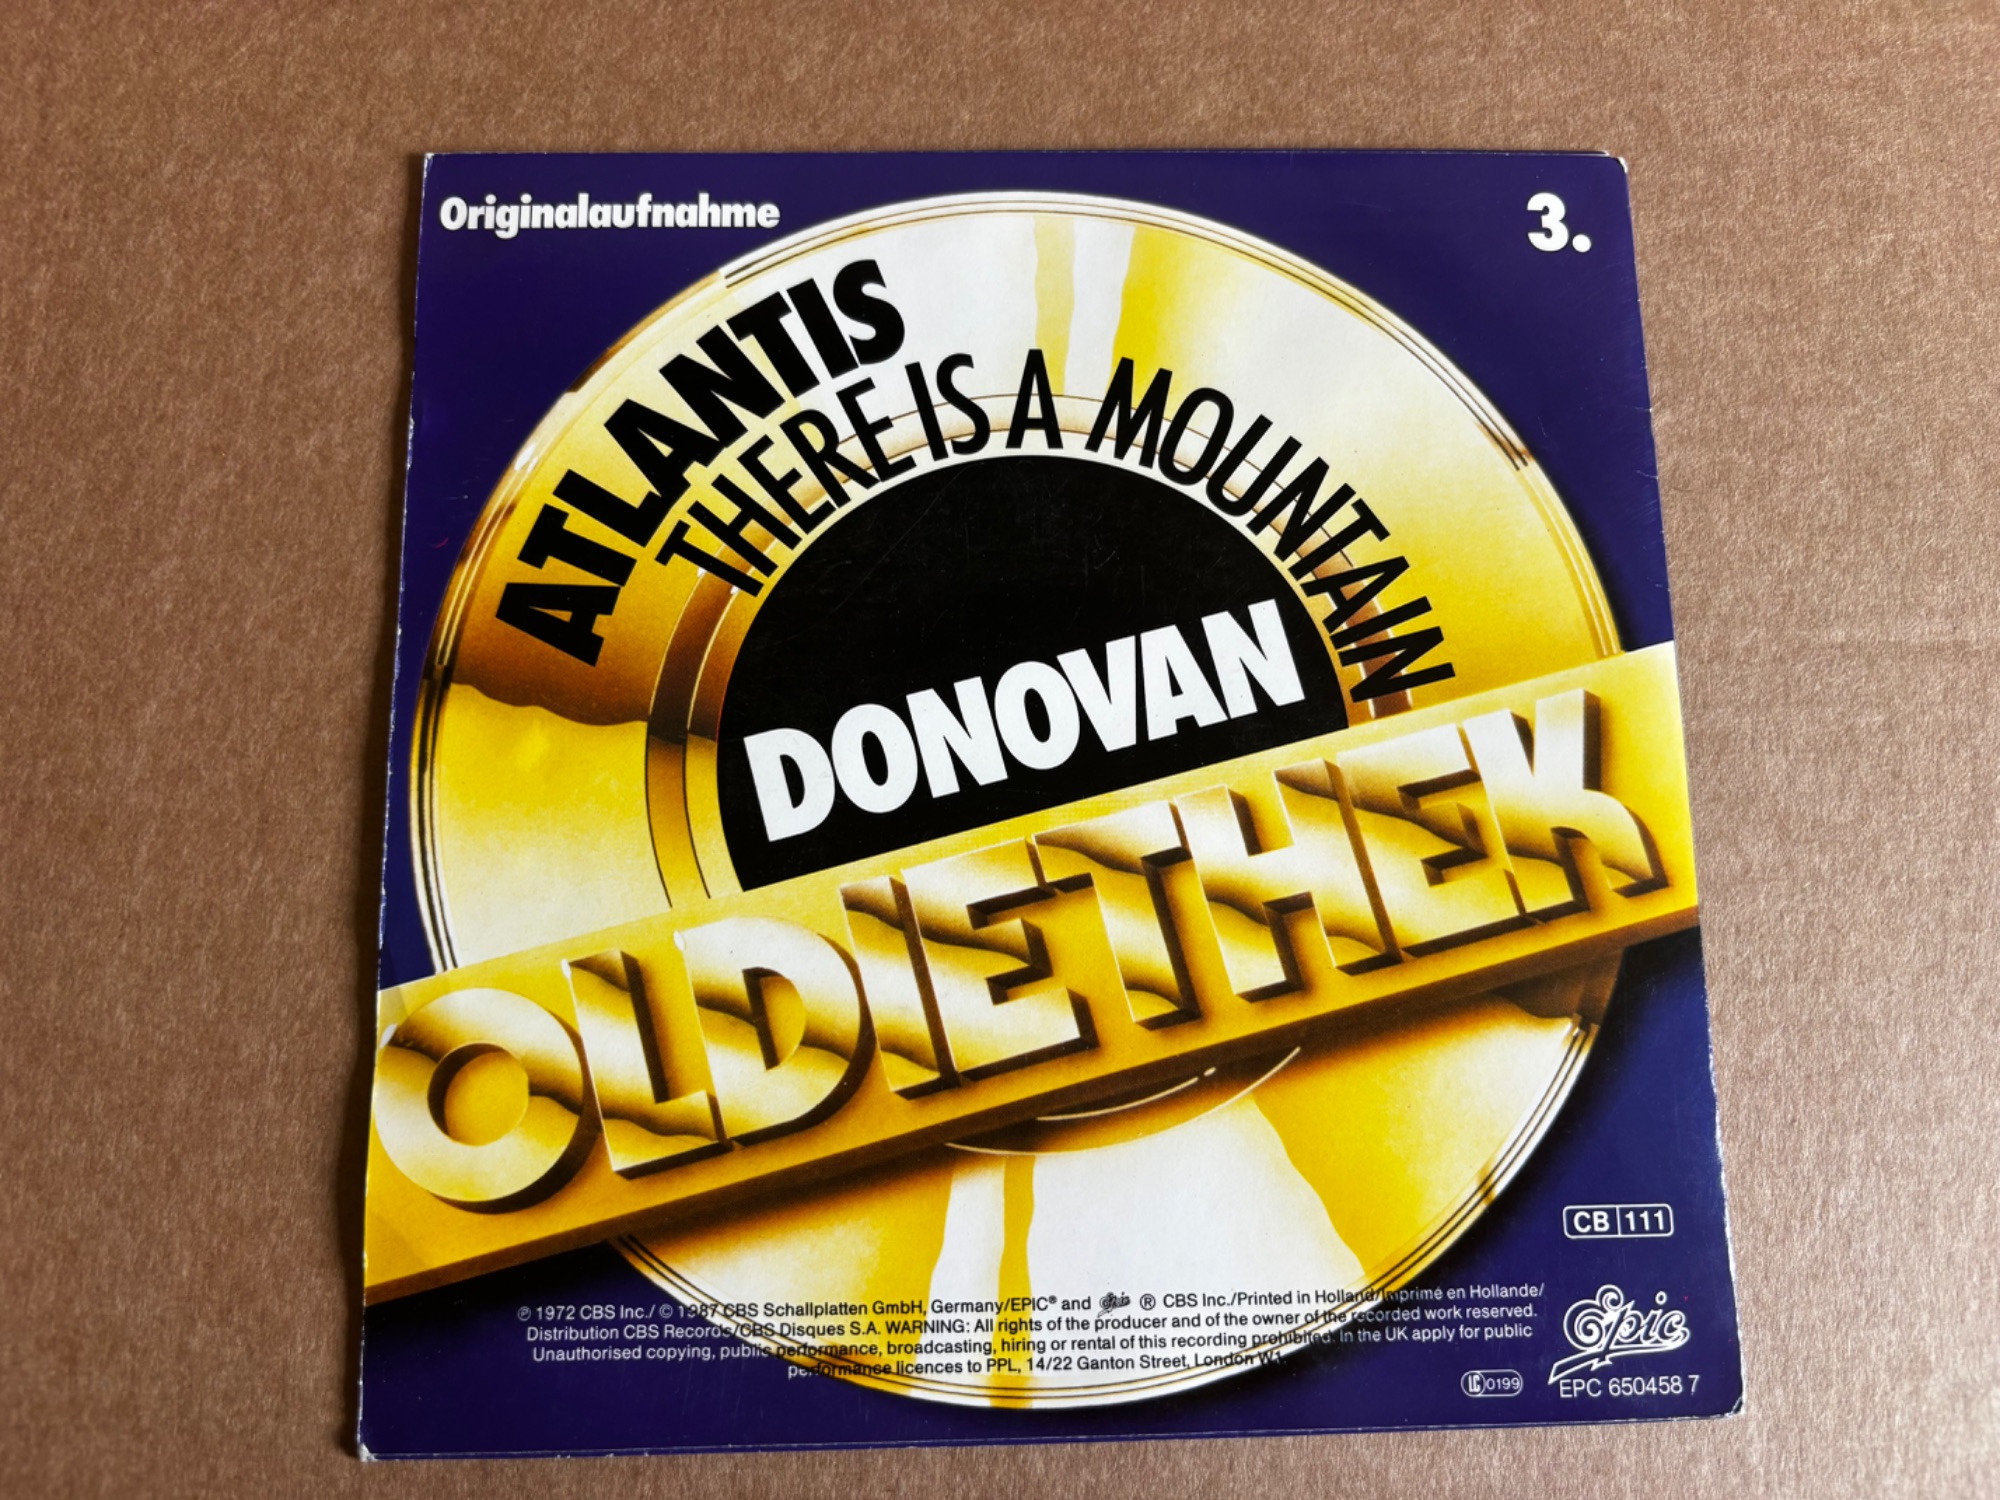 Originalaufnahme
3.
ATLANTIS
THERE IS A MOUNTAIN
DONOVAN
OLDIETHEK
CB 111
℗ 1972 CBS Inc./ © 1987 CBS Schallplatten GmbH, Germany/EPIC® and Epic ® CBS Inc./Printed in Holland/Imprimé en Hollande/
Distribution CBS Records/CBS Disques S.A. WARNING: All rights of the producer and of the owner of the recorded work reserved.
Unauthorised copying, public performance, broadcasting, hiring or rental of this recording prohibited. In the UK apply for public
performance licences to PPL, 14/22 Ganton Street, London W1.
Epic
LC 0199
EPC 650458 7